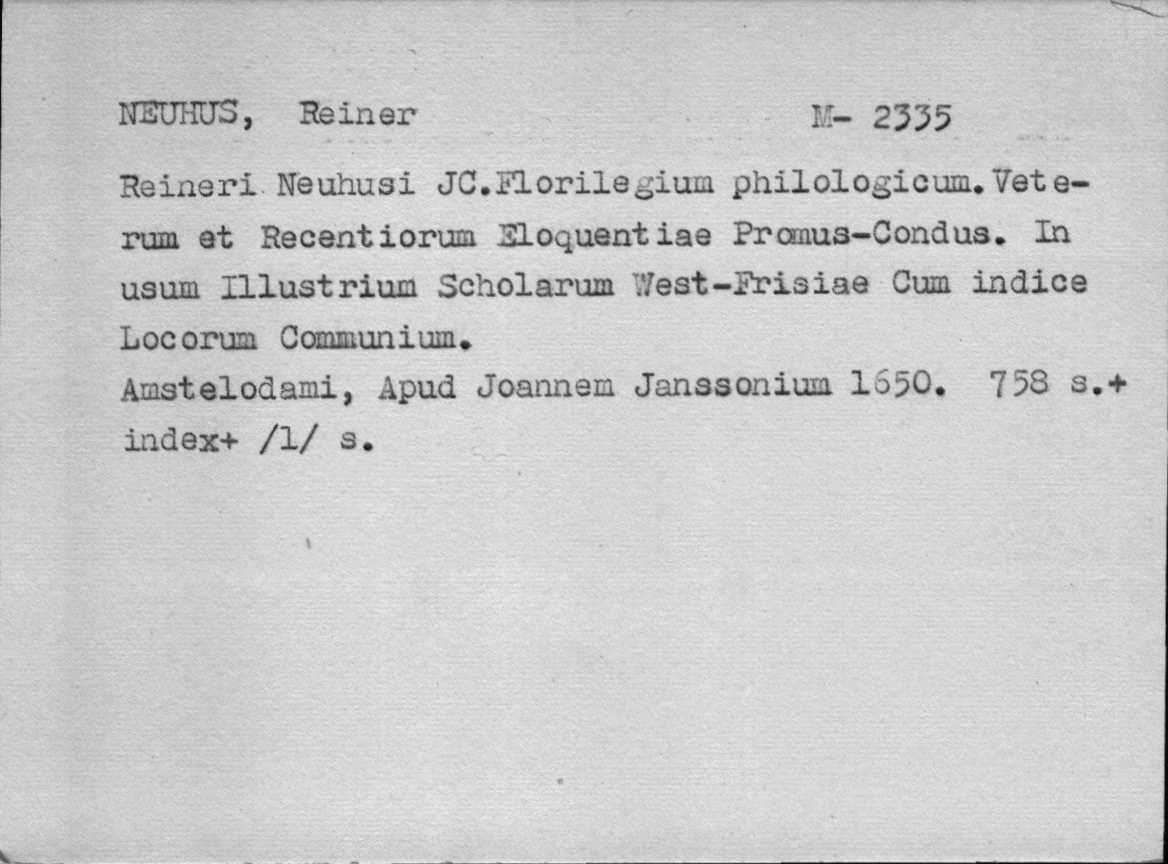 NEUHUS, Reiner M- 2335
Reineri Neuhusi JC.Florilegium philologicum.Vete-
rum et Recentiorum Eloquentiae Promus-Condus. In
usum Illustrium Scholarum West-Frisiae Cum indice
Locorum Communium.
Amstelodami, Apud Joannem Janssonium 1650. 758 s.+
index+ /1/ s.